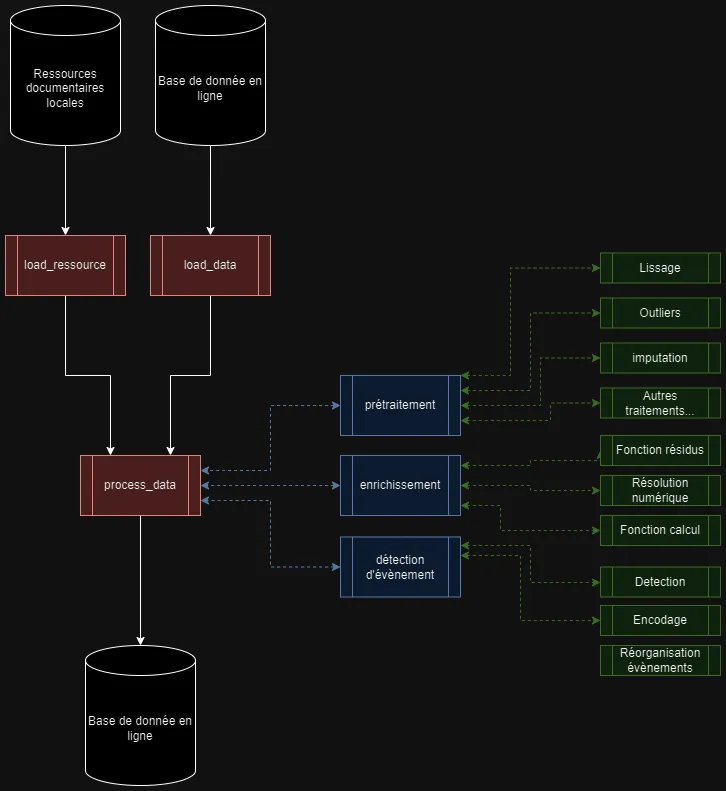 Ressources
documentaires
locales
Base de donnée en
ligne
load_ressource
load_data
Lissage
Outliers
imputation
Autres
traitements...
prétraitement
Fonction résidus
enrichissement
process_data
Résolution
numérique
Fonction calcul
détection
d'évènement
Detection
Encodage
Réorganisation
évènements
Base de donnée en
ligne